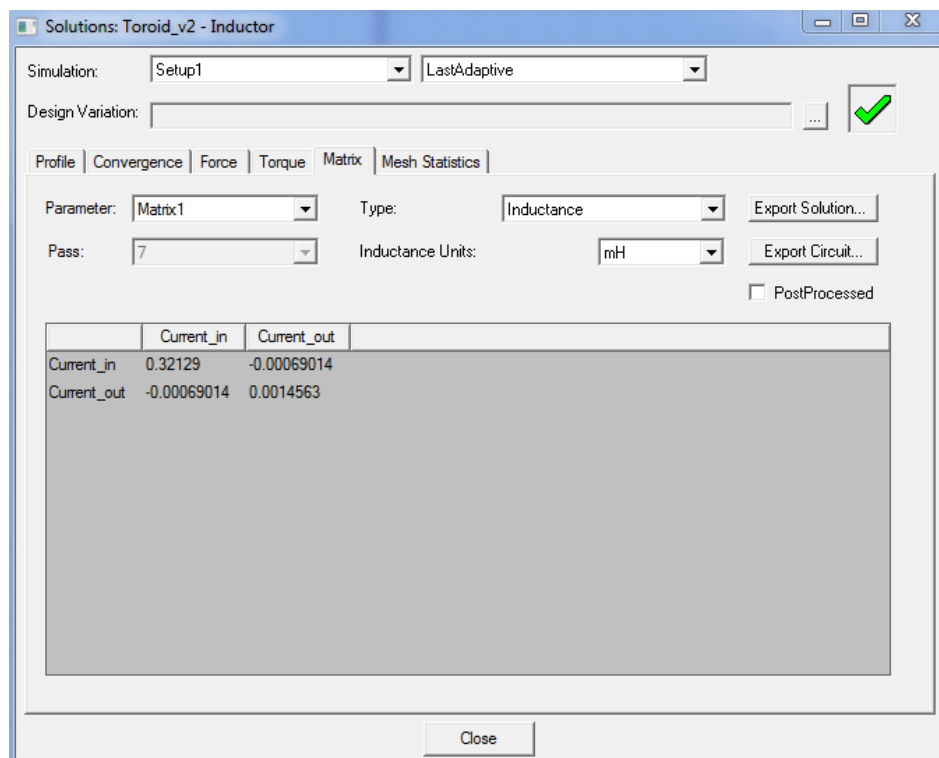 Solutions: Toroid_v2 - Inductor
Simulation: Setup1 LastAdaptive
Design Variation: ...
Profile Convergence Force Torque Matrix Mesh Statistics
Parameter: Matrix1 Type: Inductance Export Solution...
Pass: 7 Inductance Units: mH Export Circuit...
PostProcessed
Current_in Current_out
Current_in 0.32129 -0.00069014
Current_out -0.00069014 0.0014563
Close